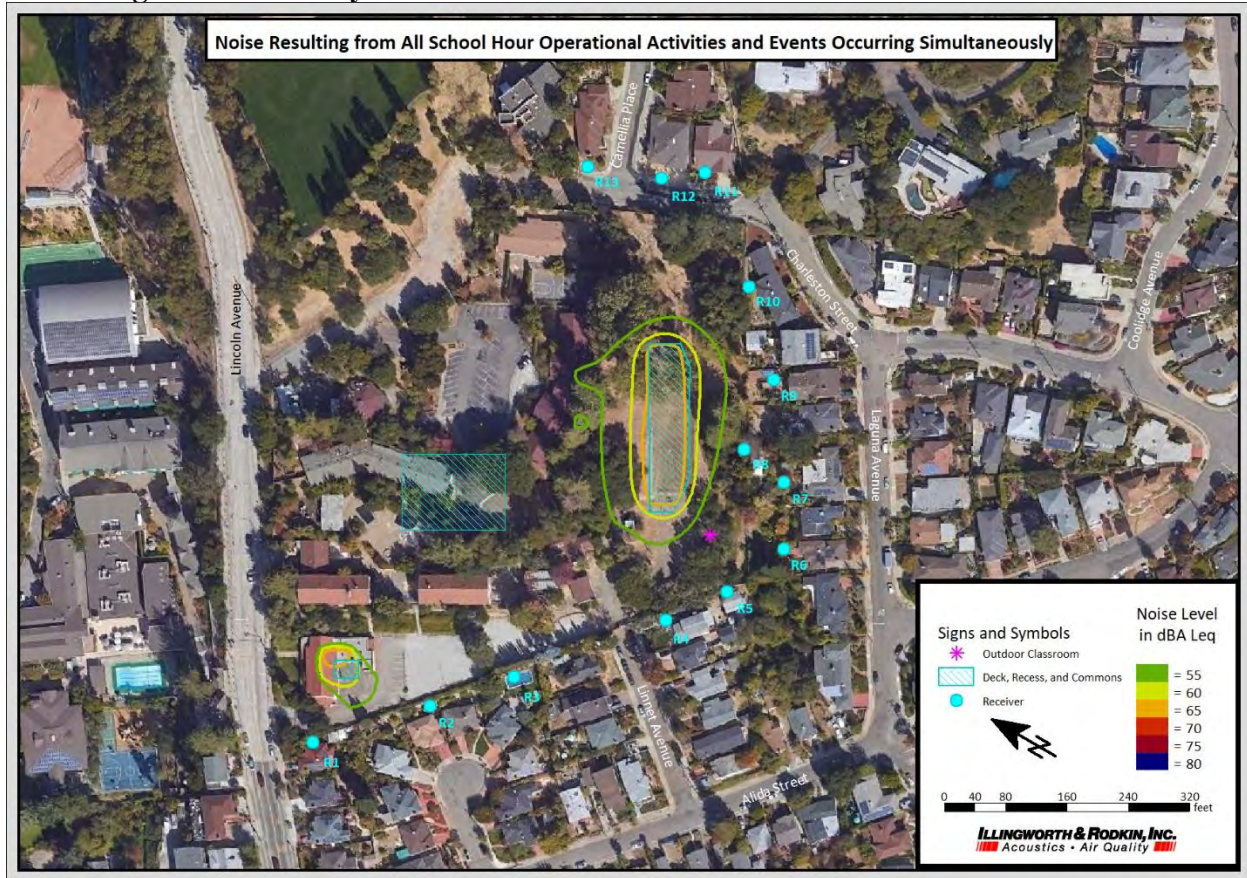 Noise Resulting from All School Hour Operational Activities and Events Occurring Simultaneously
Camellia Place
R13
R12
R11
Lincoln Avenue
Charleston Street
Coolidge Avenue
R10
R9
Laguna Avenue
R8
R7
R6
R5
R4
R3
R2
R1
Linnet Avenue
Alida Street
Signs and Symbols
Outdoor Classroom
Deck, Recess, and Commons
Receiver
N
Noise Level
in dBA Leq
= 55
= 60
= 65
= 70
= 75
= 80
0 40 80 160 240 320
feet
ILLINGWORTH & RODKIN, INC.
Acoustics • Air Quality